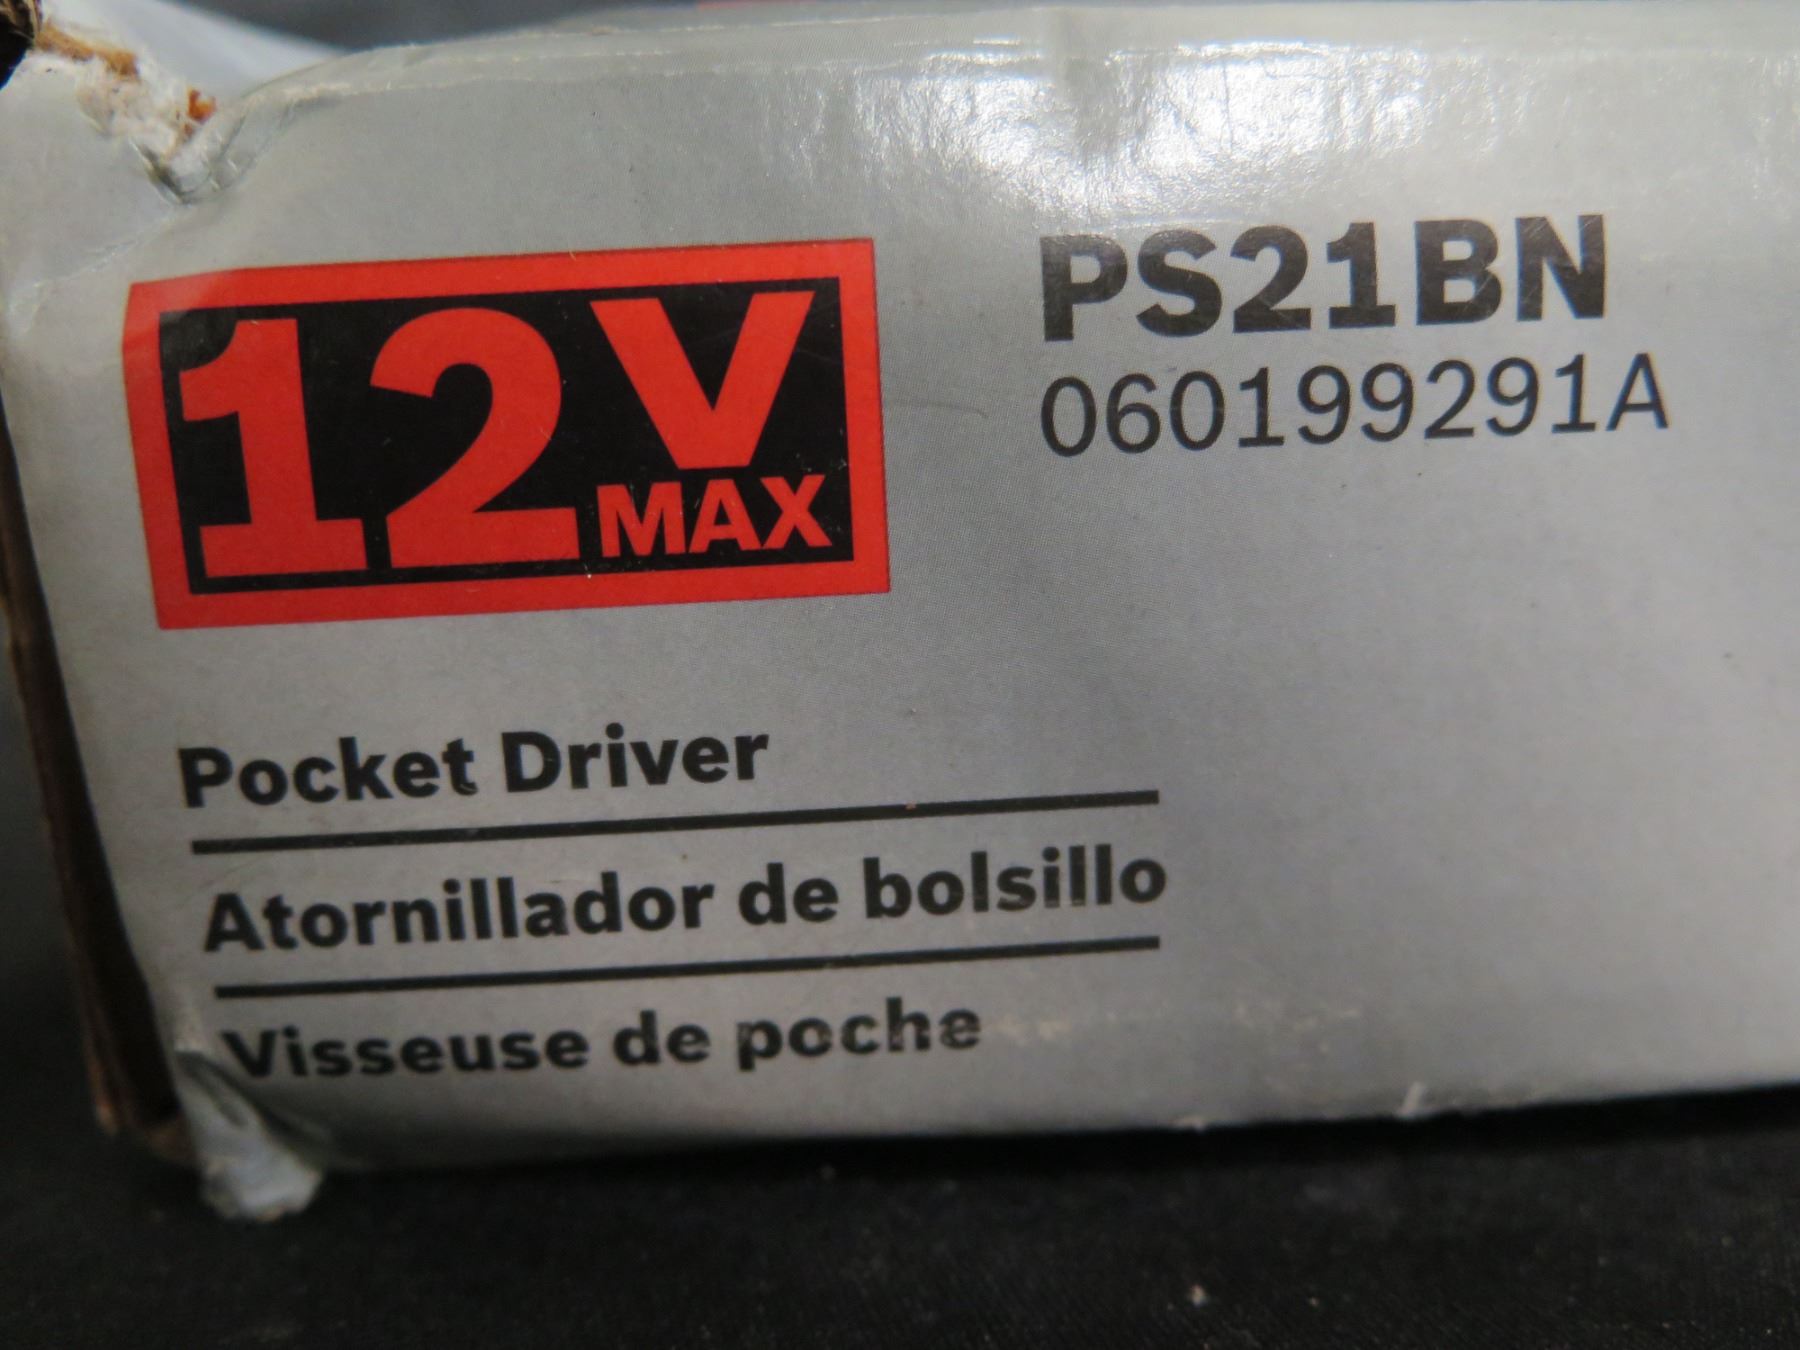 12V
MAX
PS21BN
060199291A
Pocket Driver
Atornillador de bolsillo
Visseuse de poche